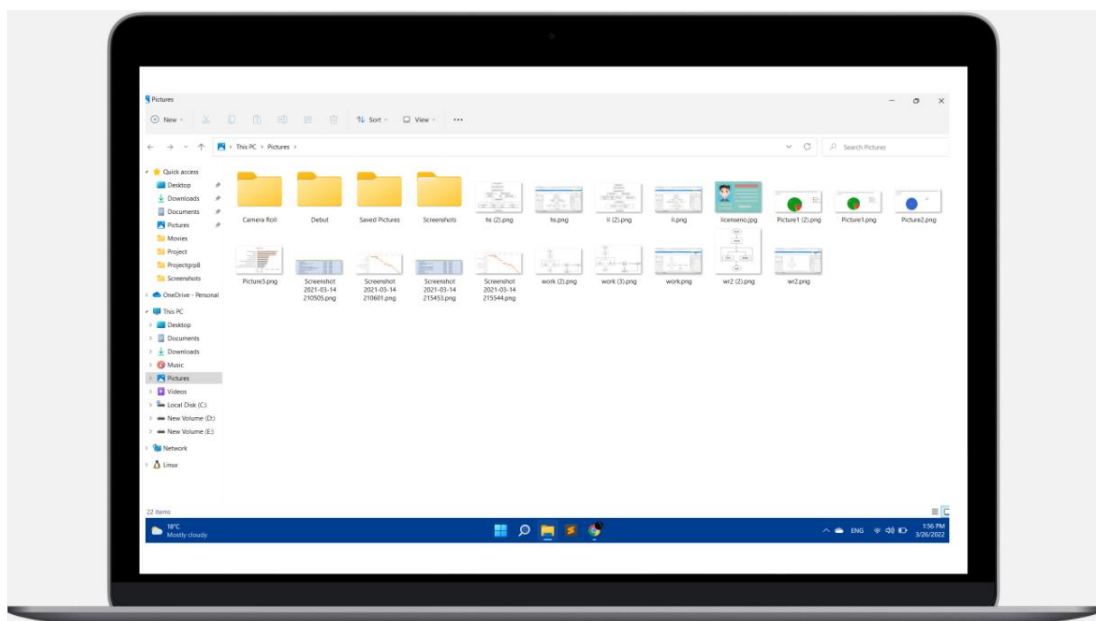 Pictures
New
Sort
View
This PC > Pictures >
Search Pictures
Quick access
Desktop
Downloads
Documents
Pictures
Movies
Project
Projectgrp8
Screenshots
OneDrive - Personal
This PC
Desktop
Documents
Downloads
Music
Pictures
Videos
Local Disk (C:)
New Volume (D:)
New Volume (E:)
Network
Linux
Camera Roll
Debut
Saved Pictures
Screenshots
hs (2).png
hs.png
li (2).png
li.png
licenseno.jpg
Picture1 (2).png
Picture1.png
Picture2.png
Picture3.png
Screenshot
2021-03-14
210505.png
Screenshot
2021-03-14
210601.png
Screenshot
2021-03-14
215453.png
Screenshot
2021-03-14
215544.png
work (2).png
work (3).png
work.png
wr2 (2).png
wr2.png
22 items
18°C
Mostly cloudy
ENG
1:56 PM
3/26/2022